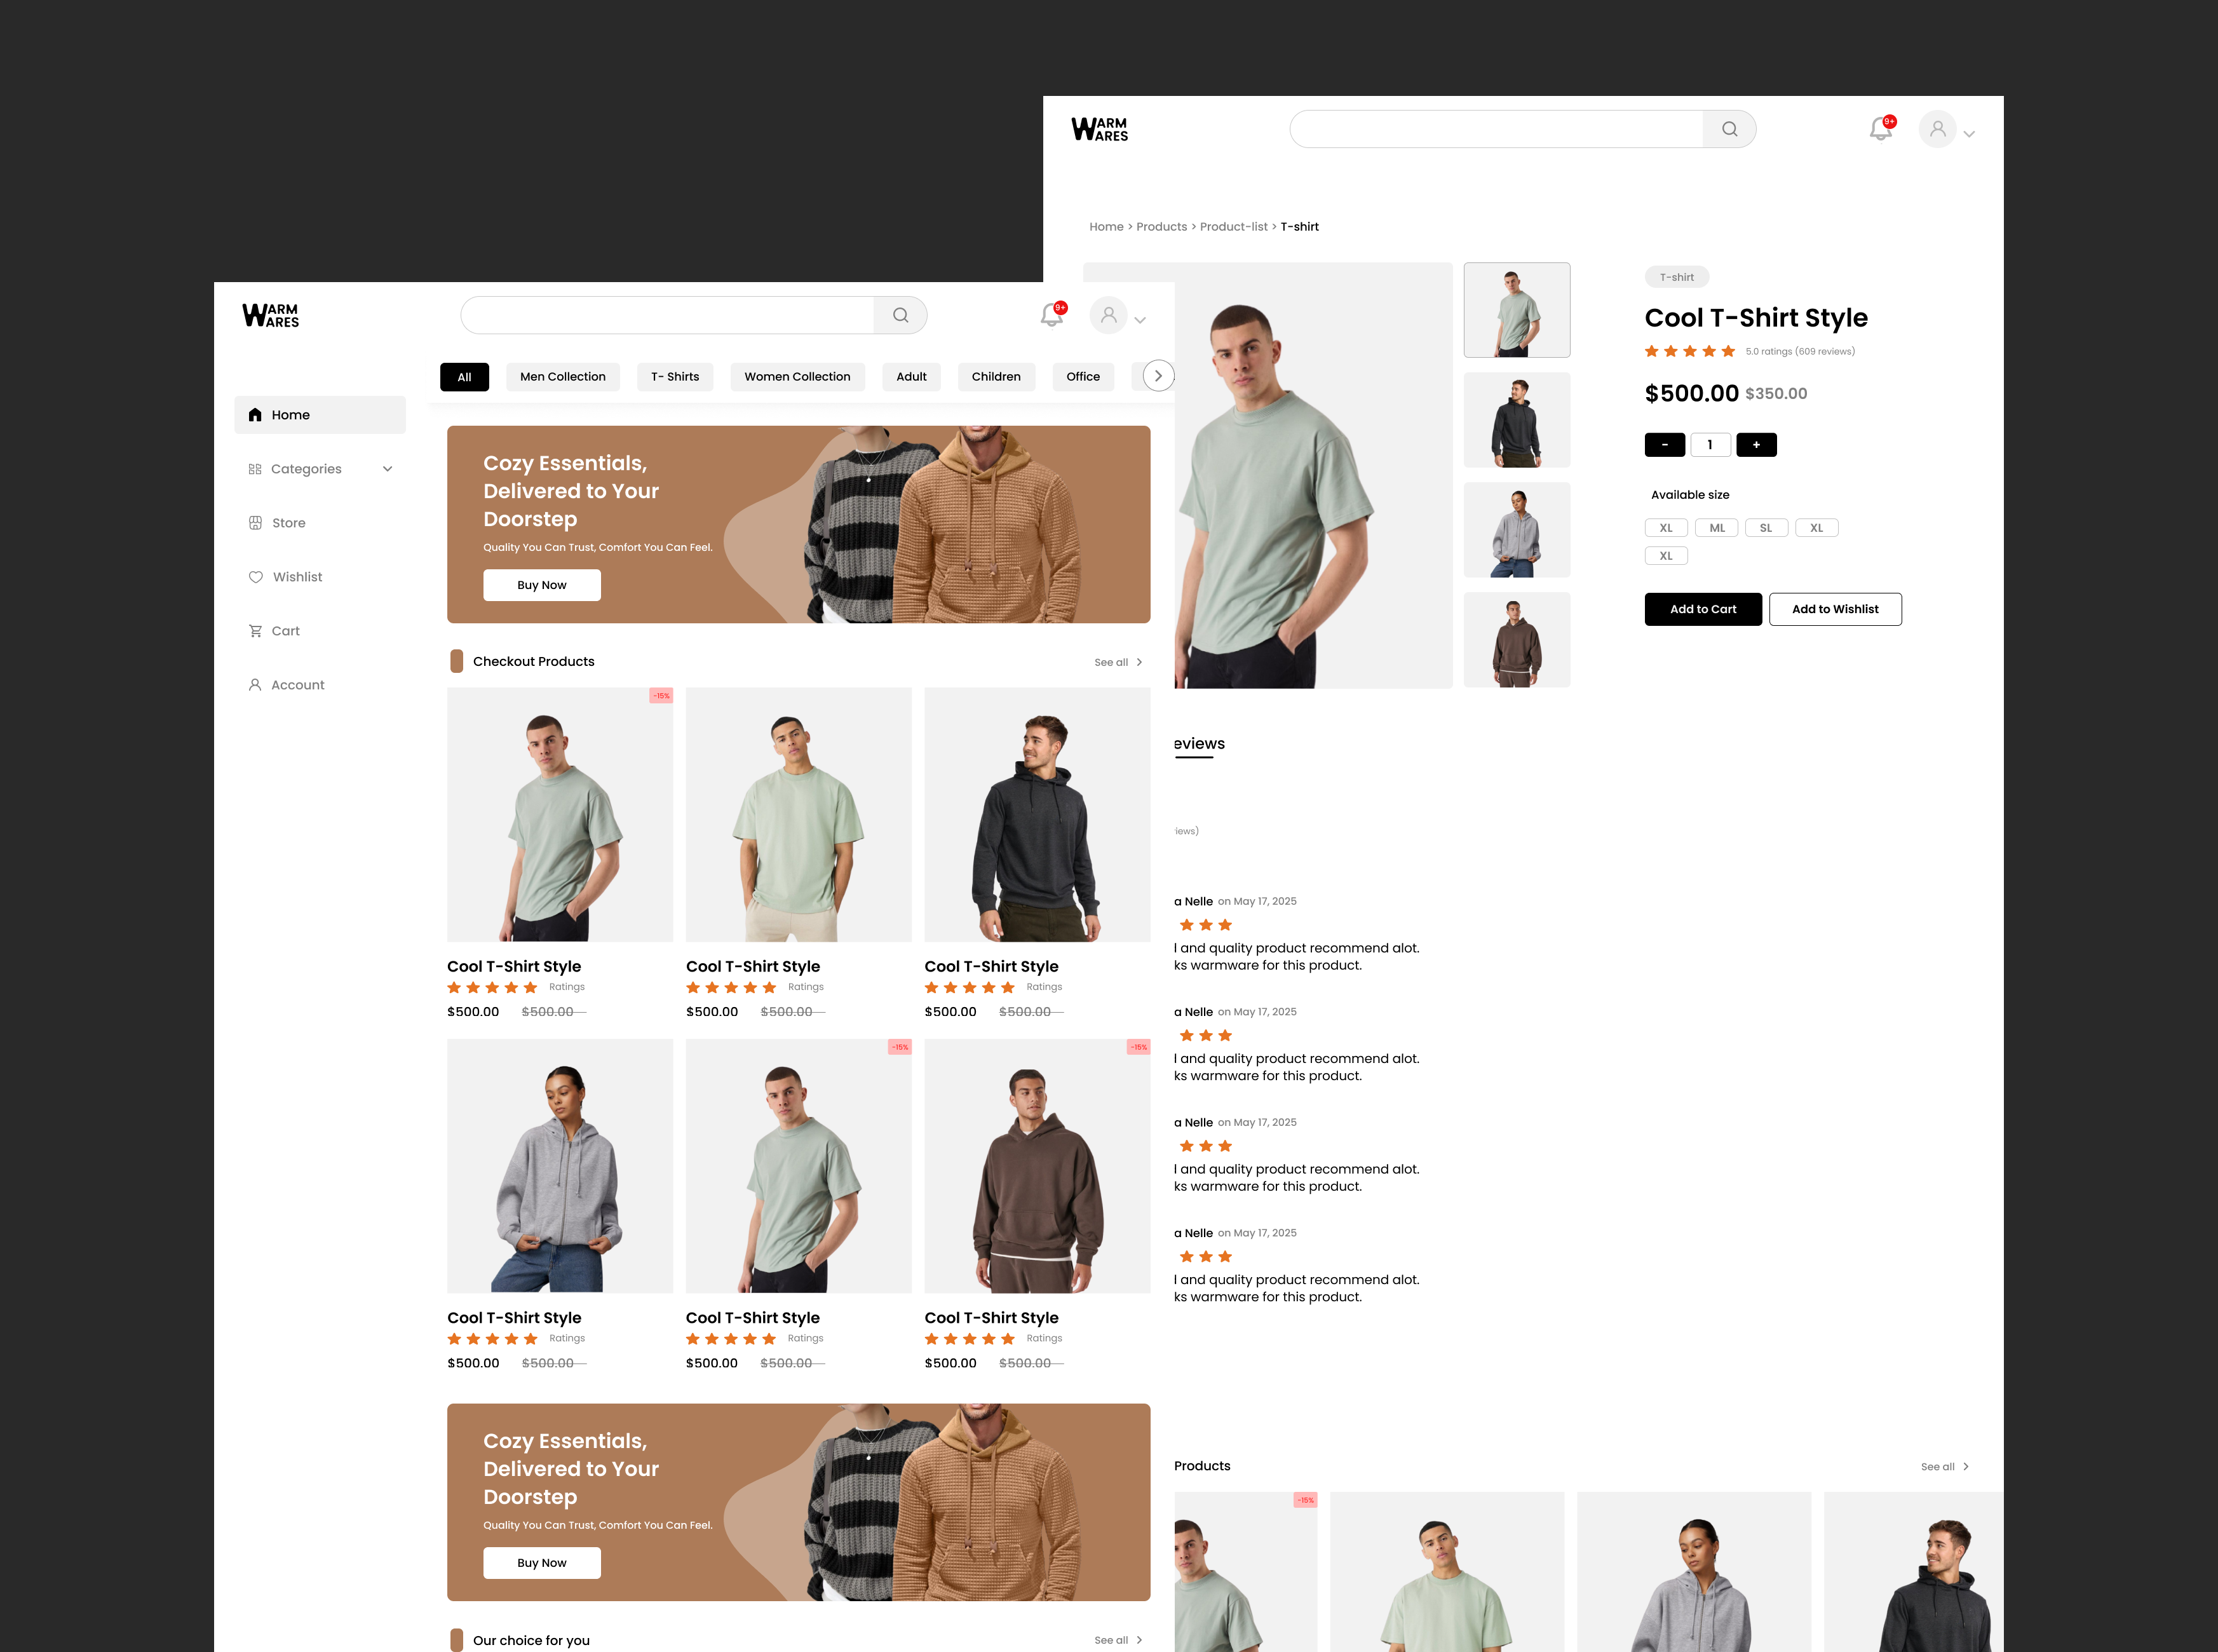 WARM
WARES
9+
Home > Products > Product-list > T-shirt
T-shirt
Cool T-Shirt Style
5.0 ratings (609 reviews)
$500.00 $350.00
- 1 +
Available size
XL ML SL XL
XL
Add to Cart Add to Wishlist
eviews
iews)
a Nelle on May 17, 2025
l and quality product recommend alot.
ks warmware for this product.
a Nelle on May 17, 2025
l and quality product recommend alot.
ks warmware for this product.
a Nelle on May 17, 2025
l and quality product recommend alot.
ks warmware for this product.
a Nelle on May 17, 2025
l and quality product recommend alot.
ks warmware for this product.
Products See all >
-15%
WARM
WARES
9+
All Men Collection T- Shirts Women Collection Adult Children Office
Home
Categories
Store
Wishlist
Cart
Account
Cozy Essentials,
Delivered to Your
Doorstep
Quality You Can Trust, Comfort You Can Feel.
Buy Now
Checkout Products See all >
-15%
Cool T-Shirt Style Cool T-Shirt Style Cool T-Shirt Style
Ratings Ratings Ratings
$500.00 $500.00 $500.00 $500.00 $500.00 $500.00
-15% -15%
Cool T-Shirt Style Cool T-Shirt Style Cool T-Shirt Style
Ratings Ratings Ratings
$500.00 $500.00 $500.00 $500.00 $500.00 $500.00
Cozy Essentials,
Delivered to Your
Doorstep
Quality You Can Trust, Comfort You Can Feel.
Buy Now
Our choice for you See all >